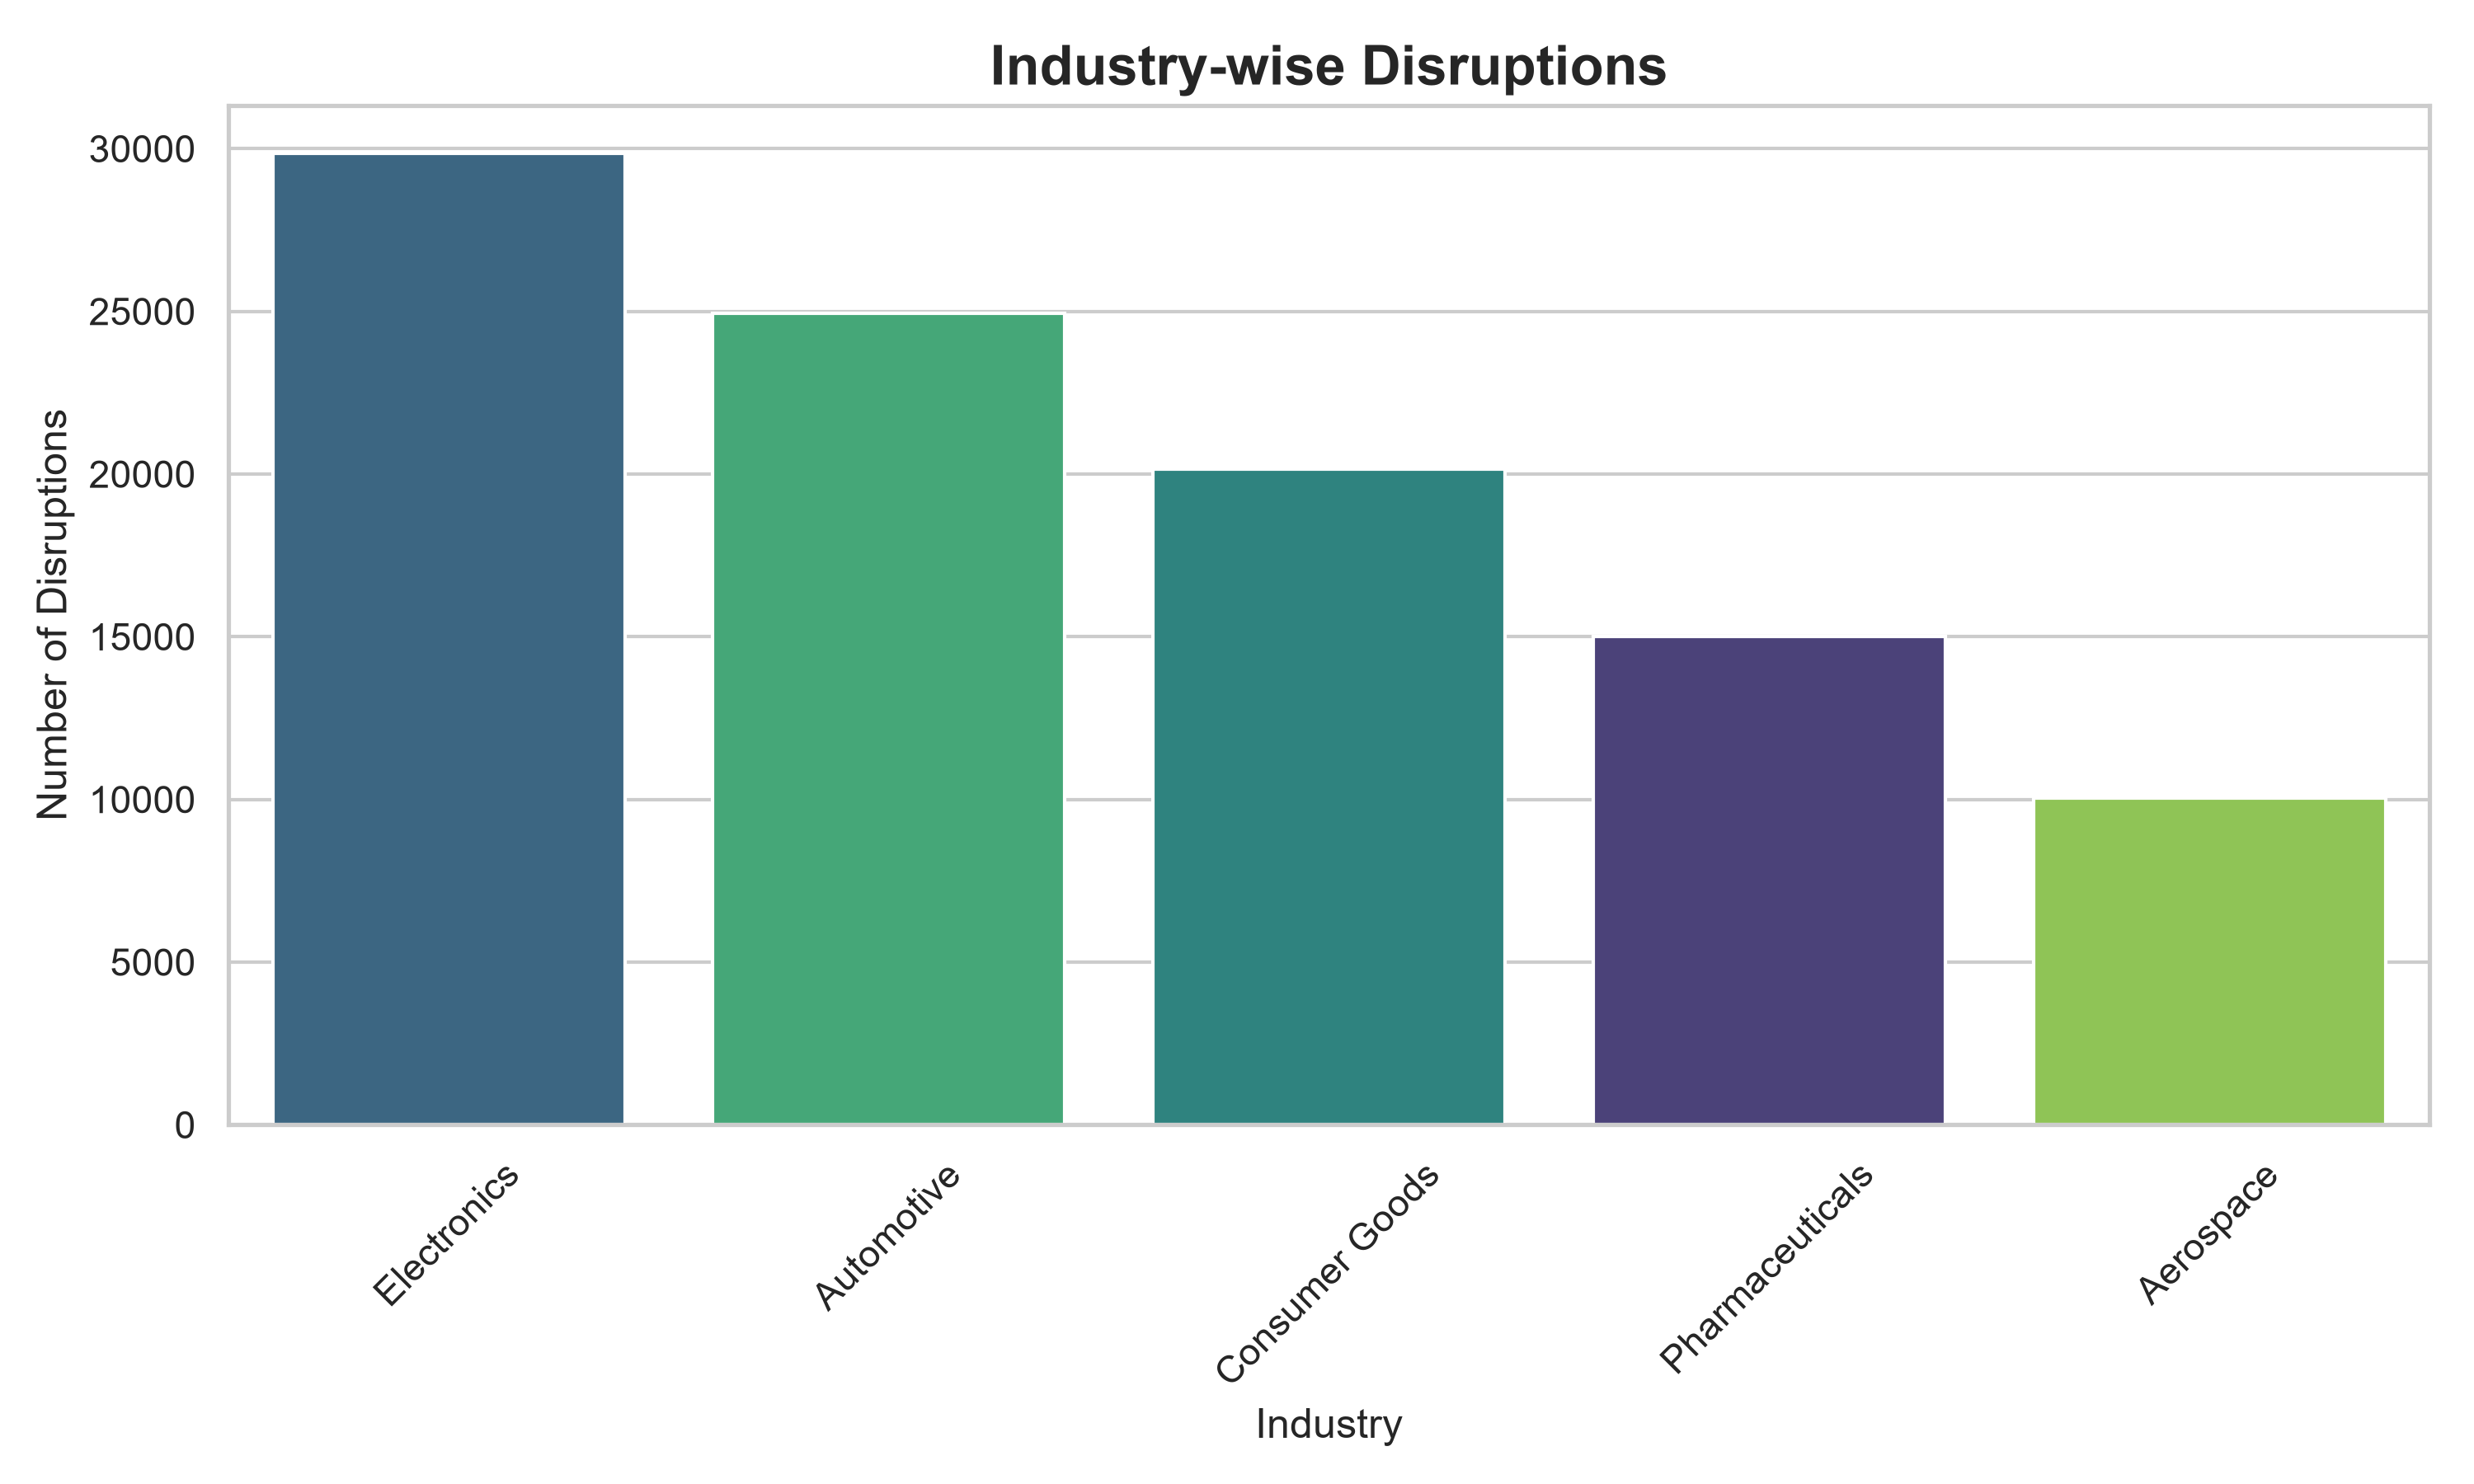 Industry-wise Disruptions
Number of Disruptions
30000
25000
20000
15000
10000
5000
0
Electronics
Automotive
Consumer Goods
Pharmaceuticals
Aerospace
Industry